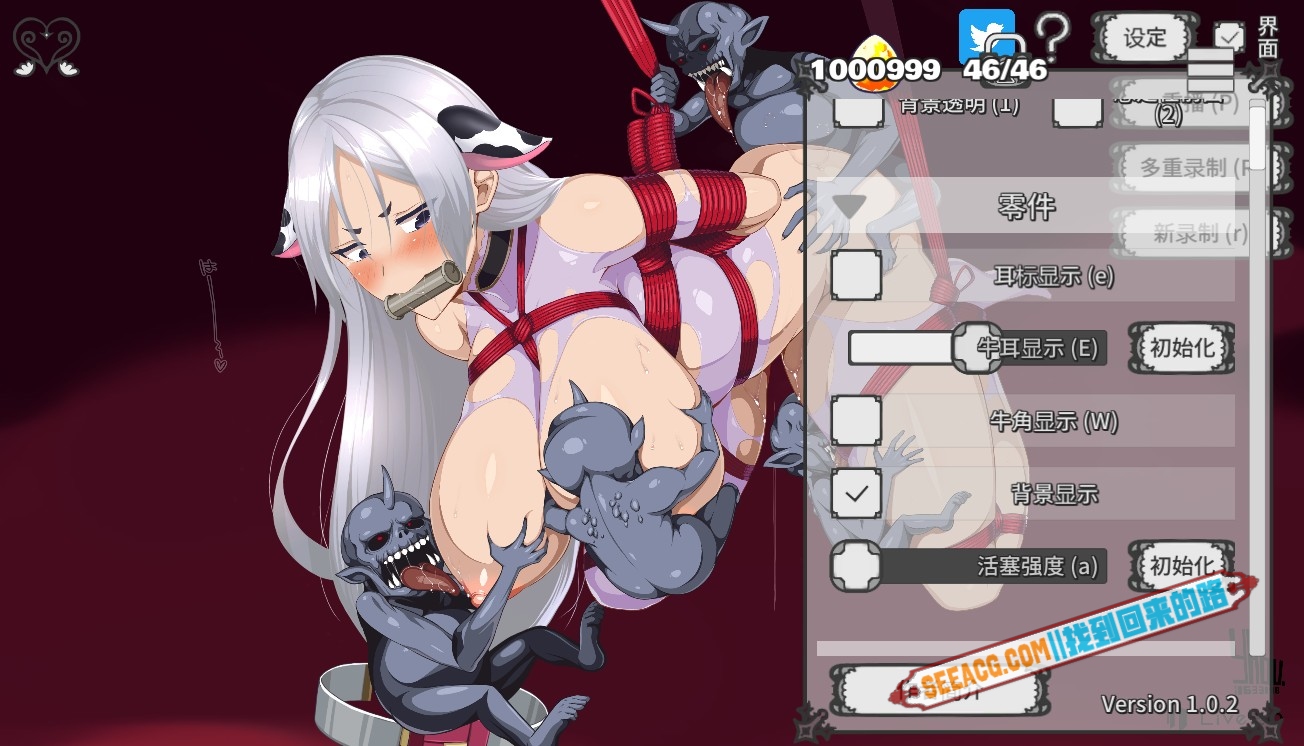 界面
设定
1000999 46/46
背景透明 (1)
(2)
多重录制 (R
零件
新录制 (r)
耳标显示 (e)
牛耳显示 (E)
初始化
牛角显示 (W)
背景显示
活塞强度 (a)
初始化
SEEACG.COM||找到回来的路
Version 1.0.2
は
♡